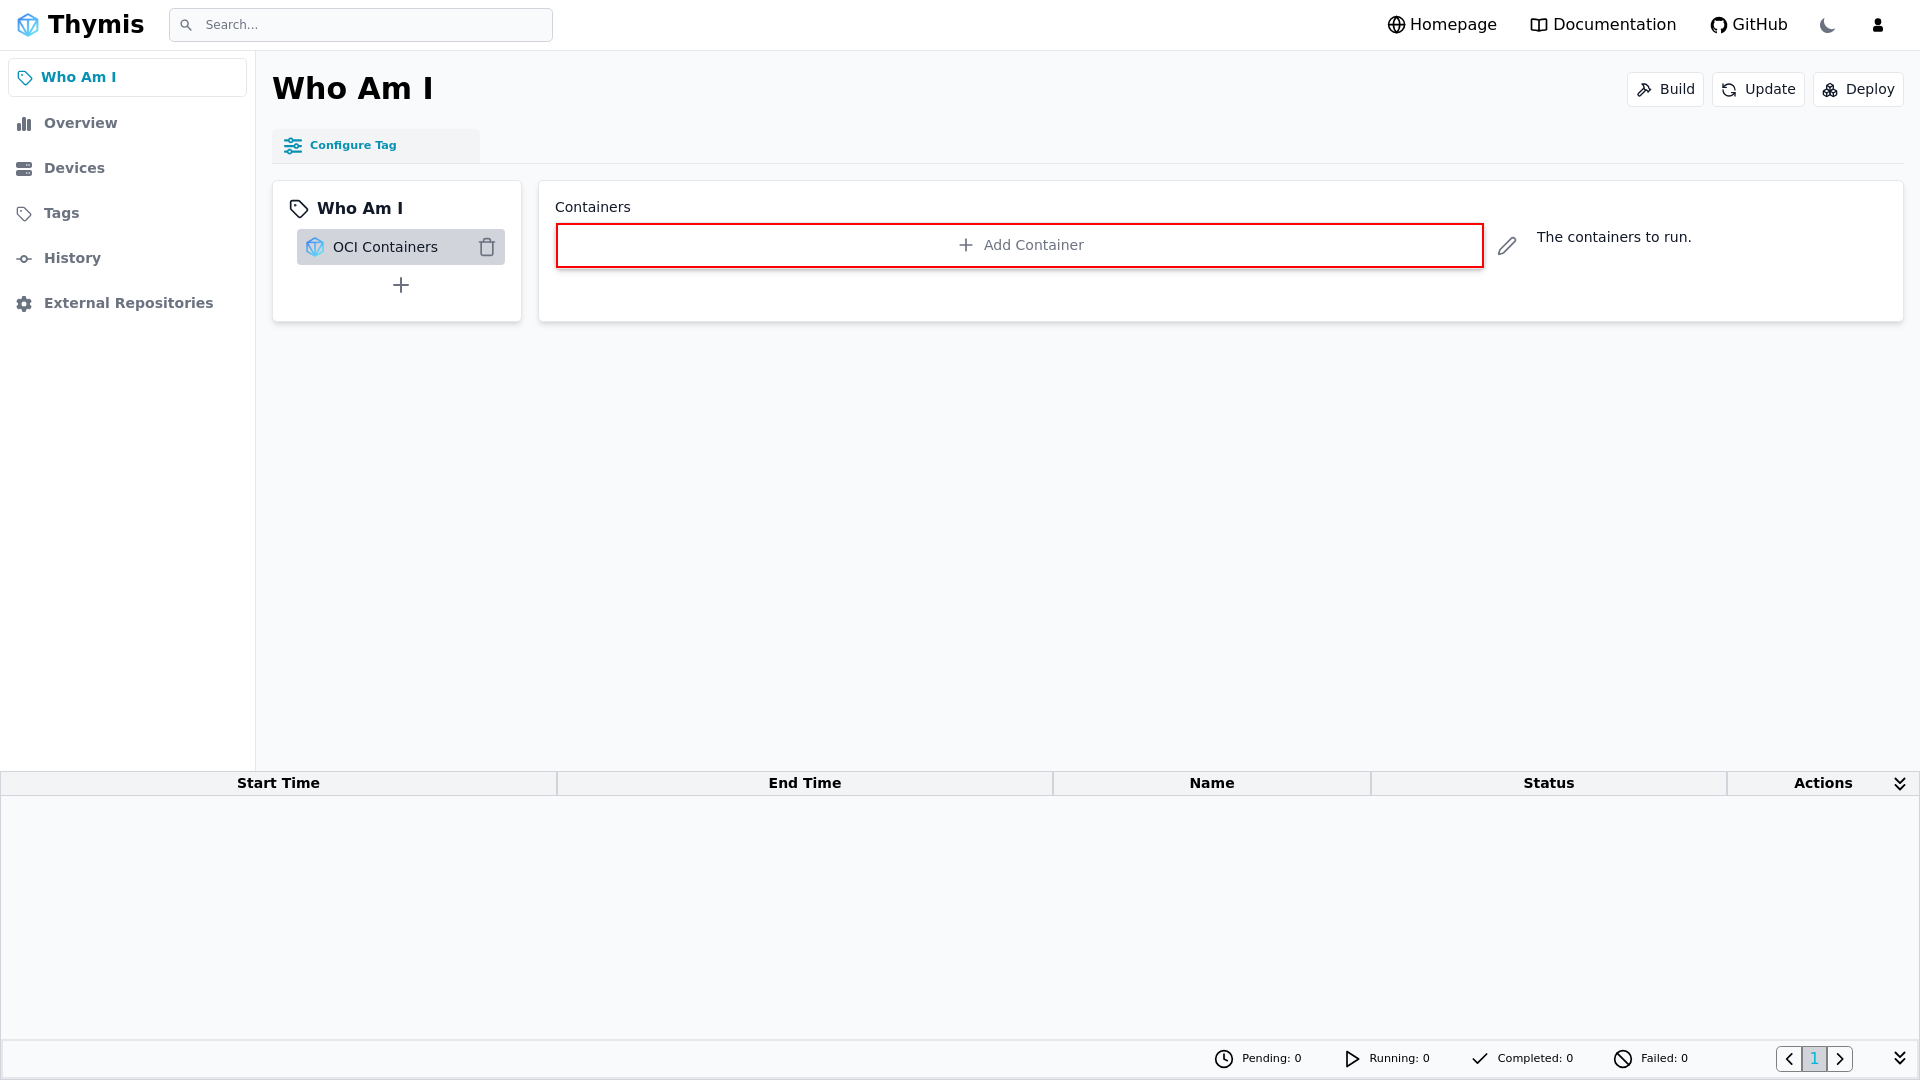 Thymis
Search...
Homepage
Documentation
GitHub
Who Am I
Overview
Devices
Tags
History
External Repositories
Who Am I
Build
Update
Deploy
Configure Tag
Who Am I
OCI Containers
Containers
Add Container
The containers to run.
Start Time
End Time
Name
Status
Actions
Pending: 0
Running: 0
Completed: 0
Failed: 0
1